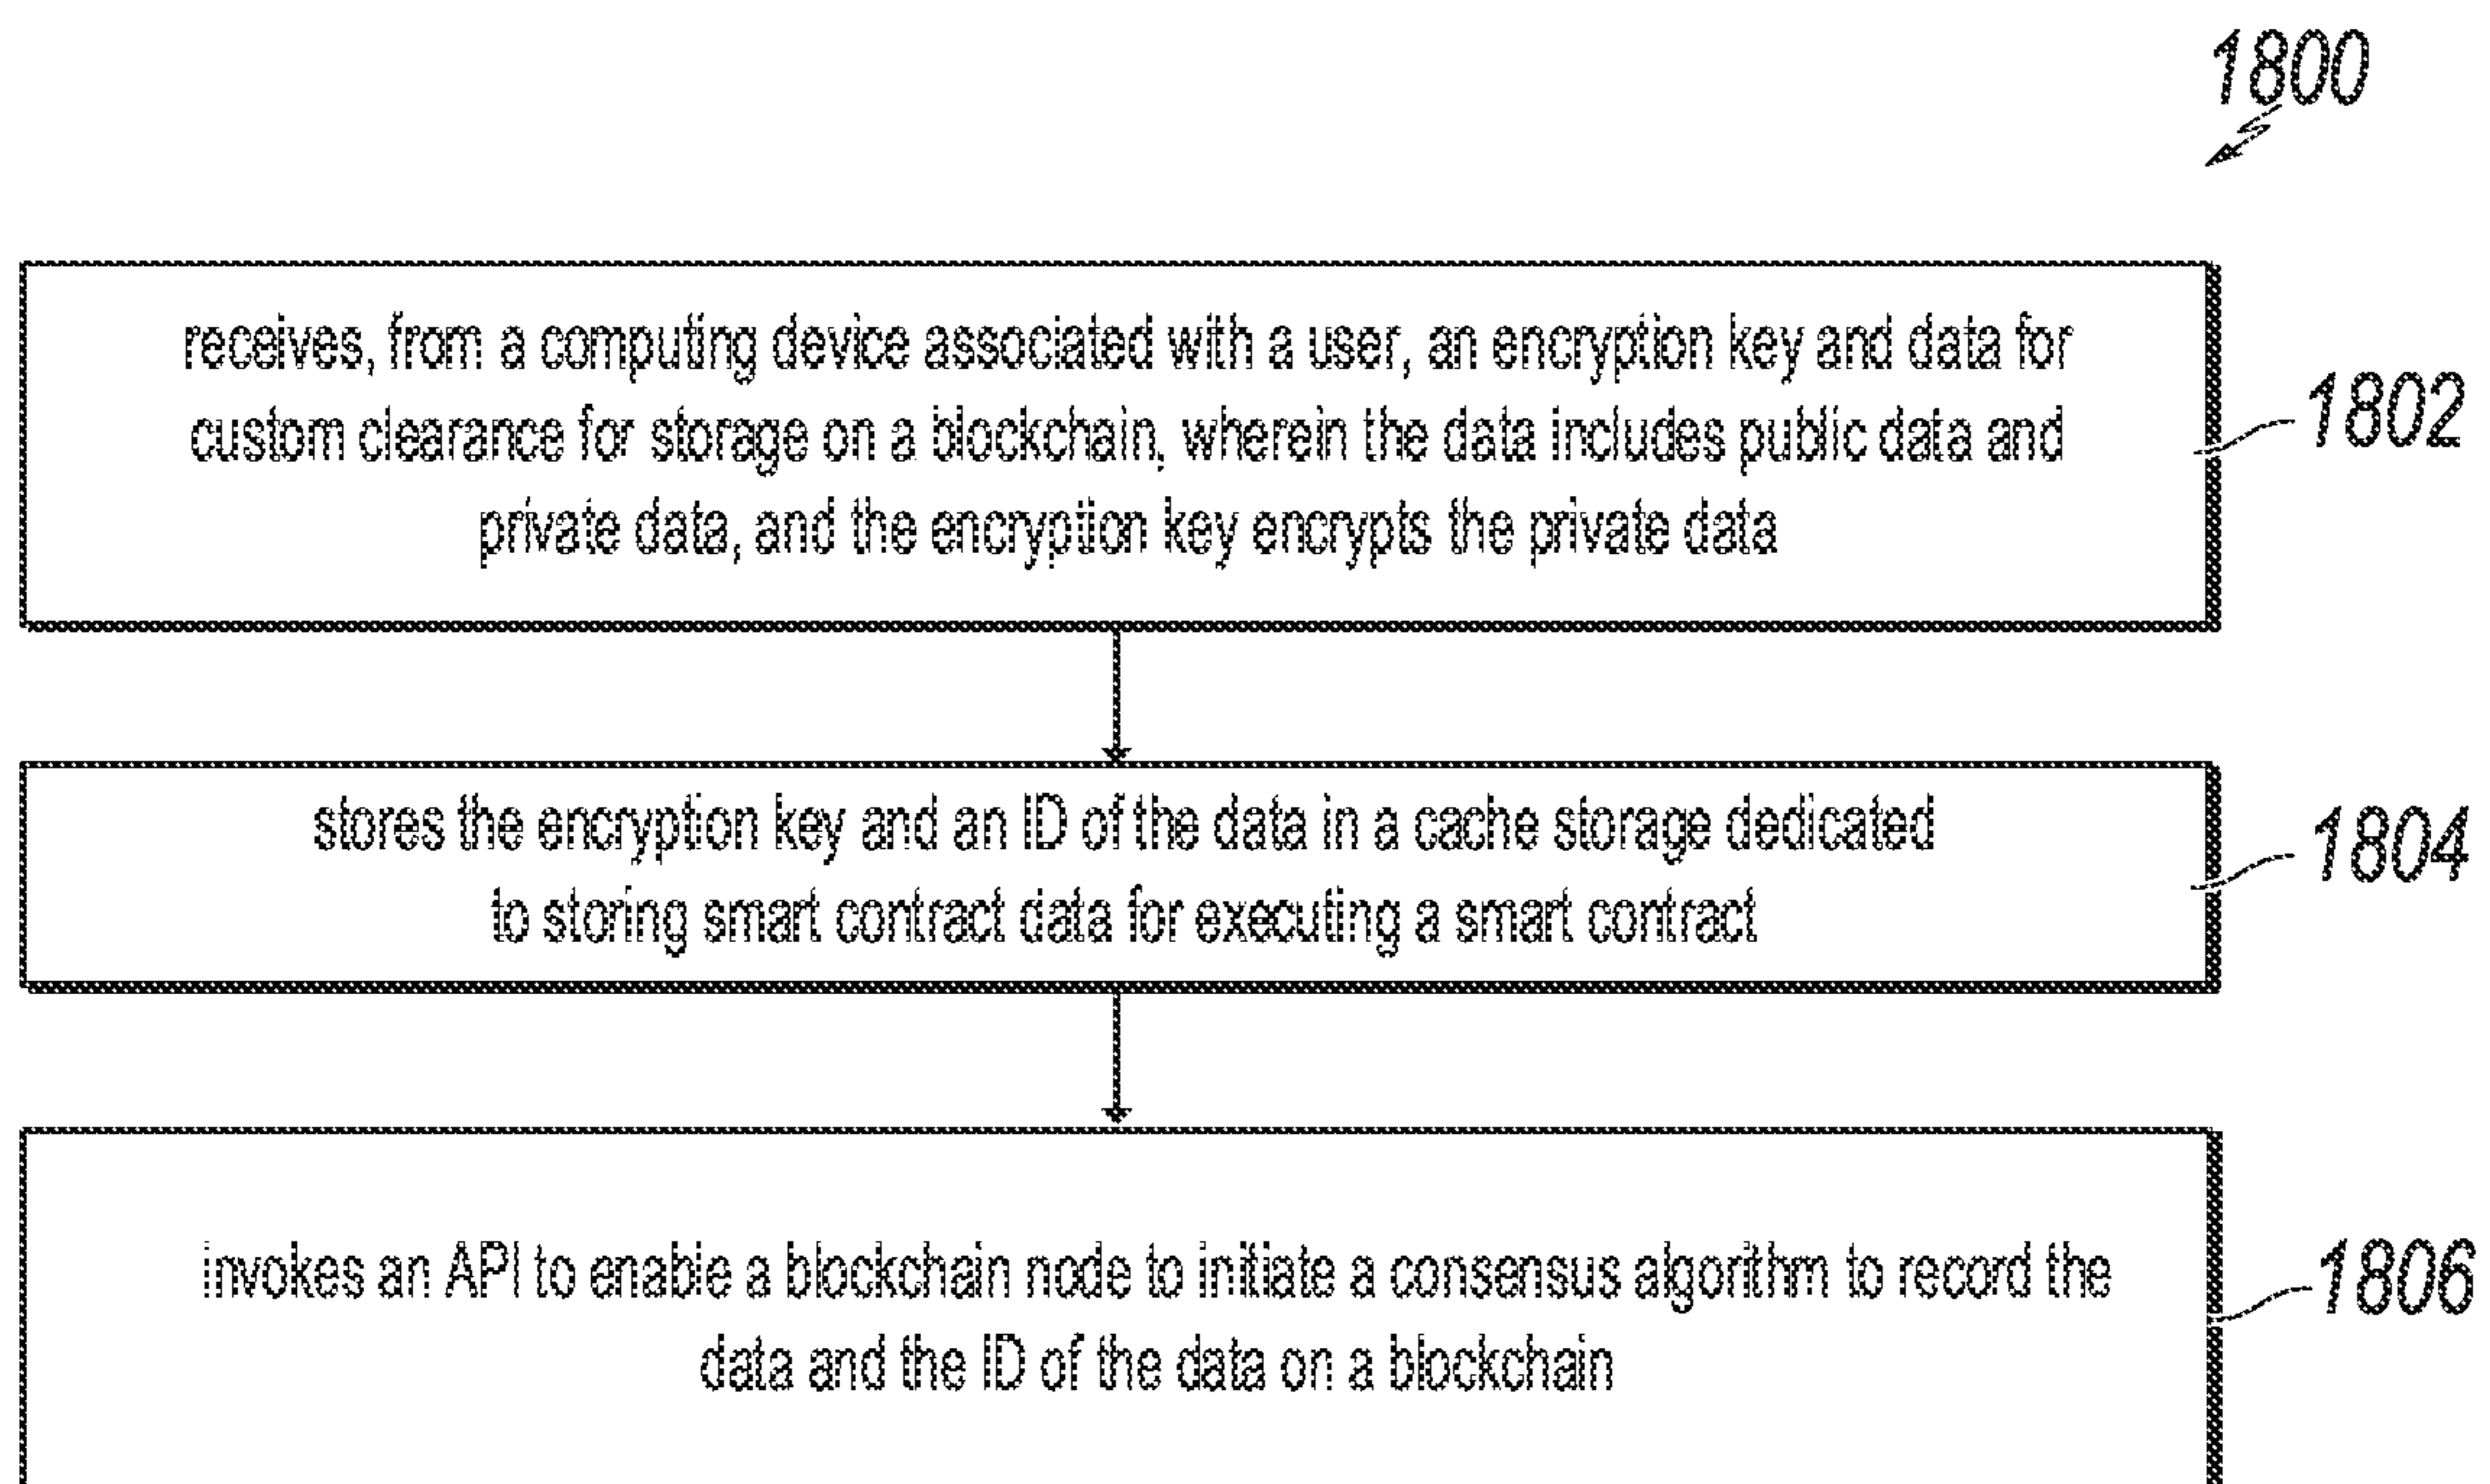 1800
receives, from a computing device associated with a user, an encryption key and data for
custom clearance for storage on a blockchain, wherein the data includes public data and
private data, and the encryption key encrypts the private data
1802
stores the encryption key and an ID of the data in a cache storage dedicated
to storing smart contract data for executing a smart contract
1804
invokes an API to enable a blockchain node to initiate a consensus algorithm to record the
data and the ID of the data on a blockchain
1806